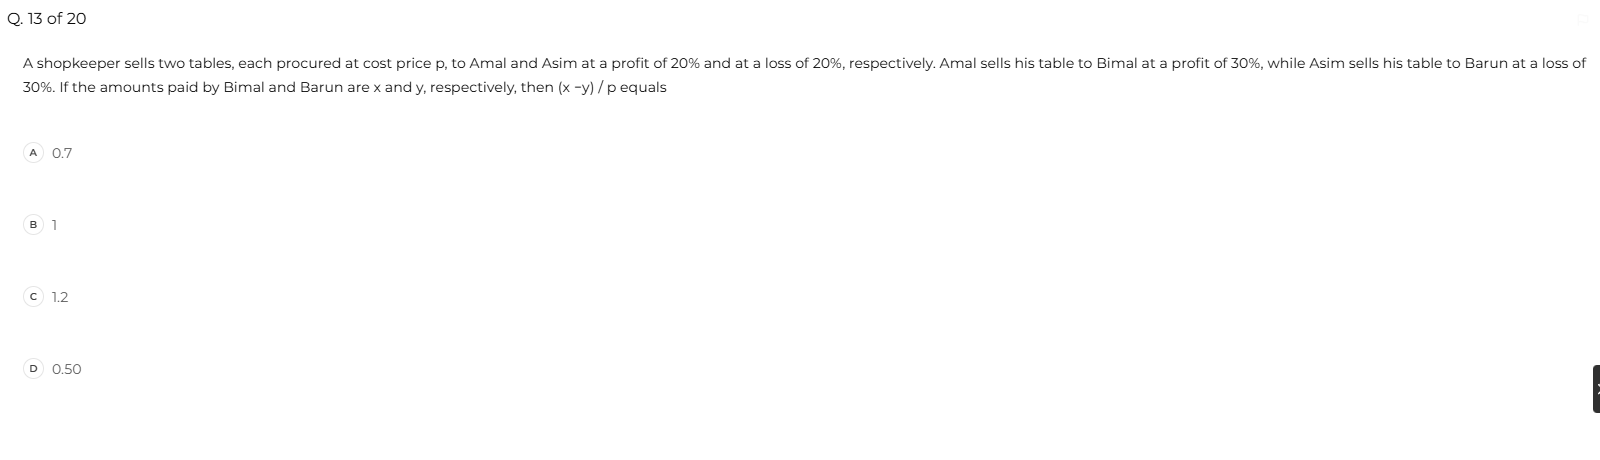 Q. 13 of 20
A shopkeeper sells two tables, each procured at cost price p, to Amal and Asim at a profit of 20% and at a loss of 20%, respectively. Amal sells his table to Bimal at a profit of 30%, while Asim sells his table to Barun at a loss of
30%. If the amounts paid by Bimal and Barun are x and y, respectively, then (x −y) / p equals
A 0.7
B 1
C 1.2
D 0.50